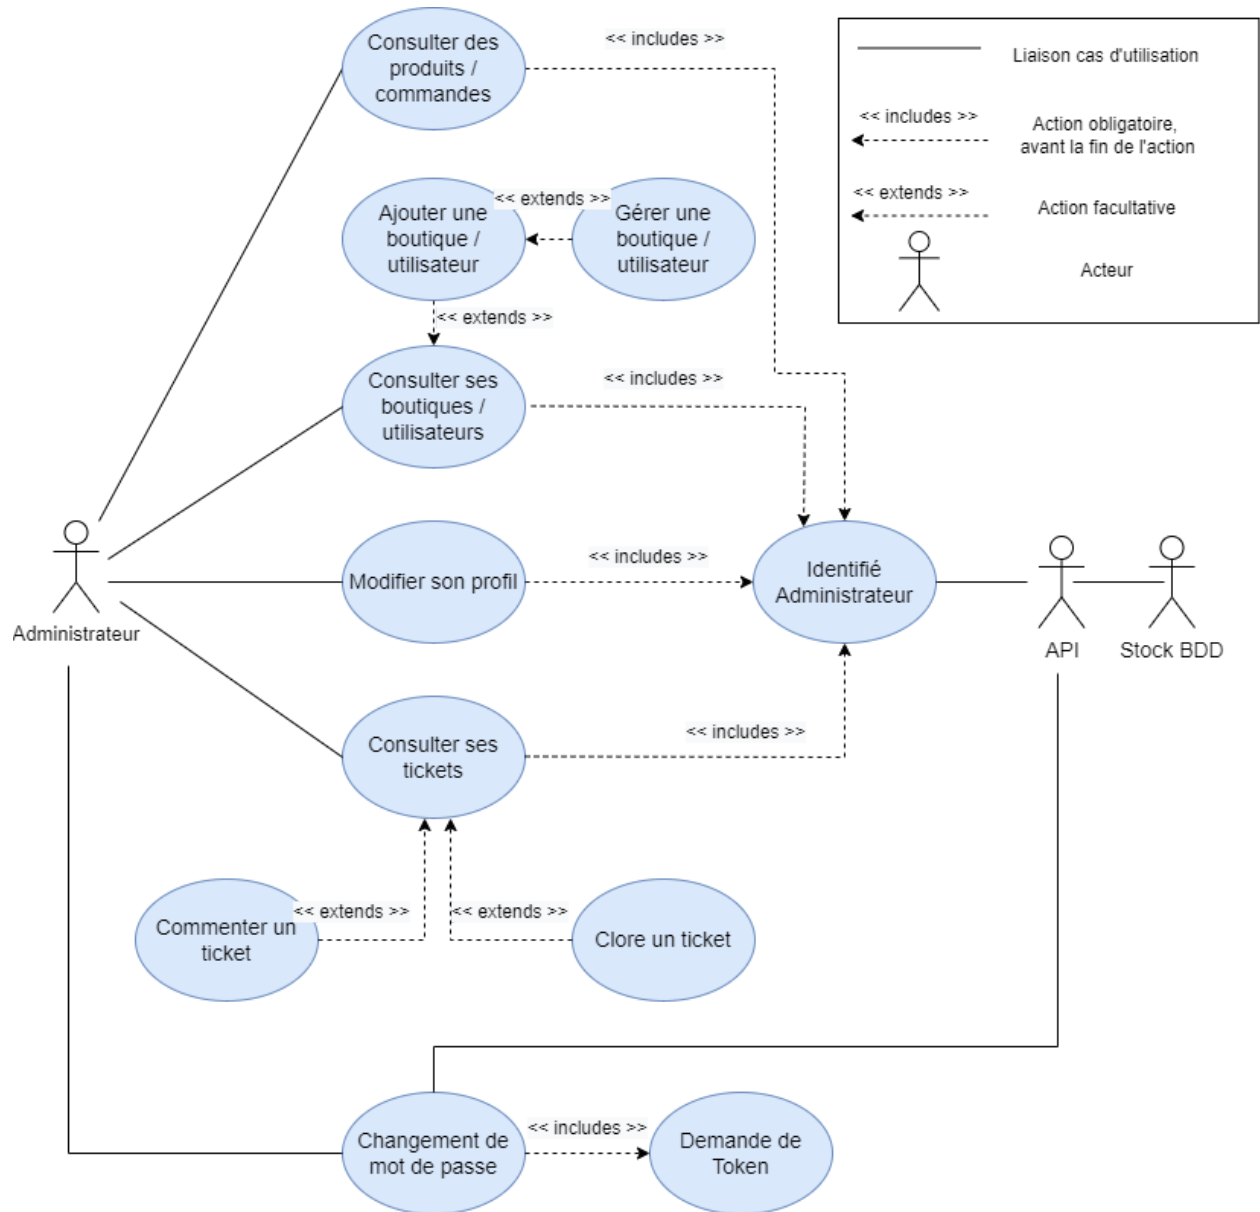 Consulter des
produits /
commandes
<< includes >>
Liaison cas d'utilisation
<< includes >>
Action obligatoire,
avant la fin de l'action
<< extends >>
Action facultative
Acteur
Ajouter une
boutique /
utilisateur
<< extends >>
Gérer une
boutique /
utilisateur
<< extends >>
Consulter ses
boutiques /
utilisateurs
<< includes >>
Administrateur
Modifier son profil
<< includes >>
Identifié
Administrateur
API
Stock BDD
Consulter ses
tickets
<< includes >>
Commenter un
ticket
<< extends >>
<< extends >>
Clore un ticket
Changement de
mot de passe
<< includes >>
Demande de
Token